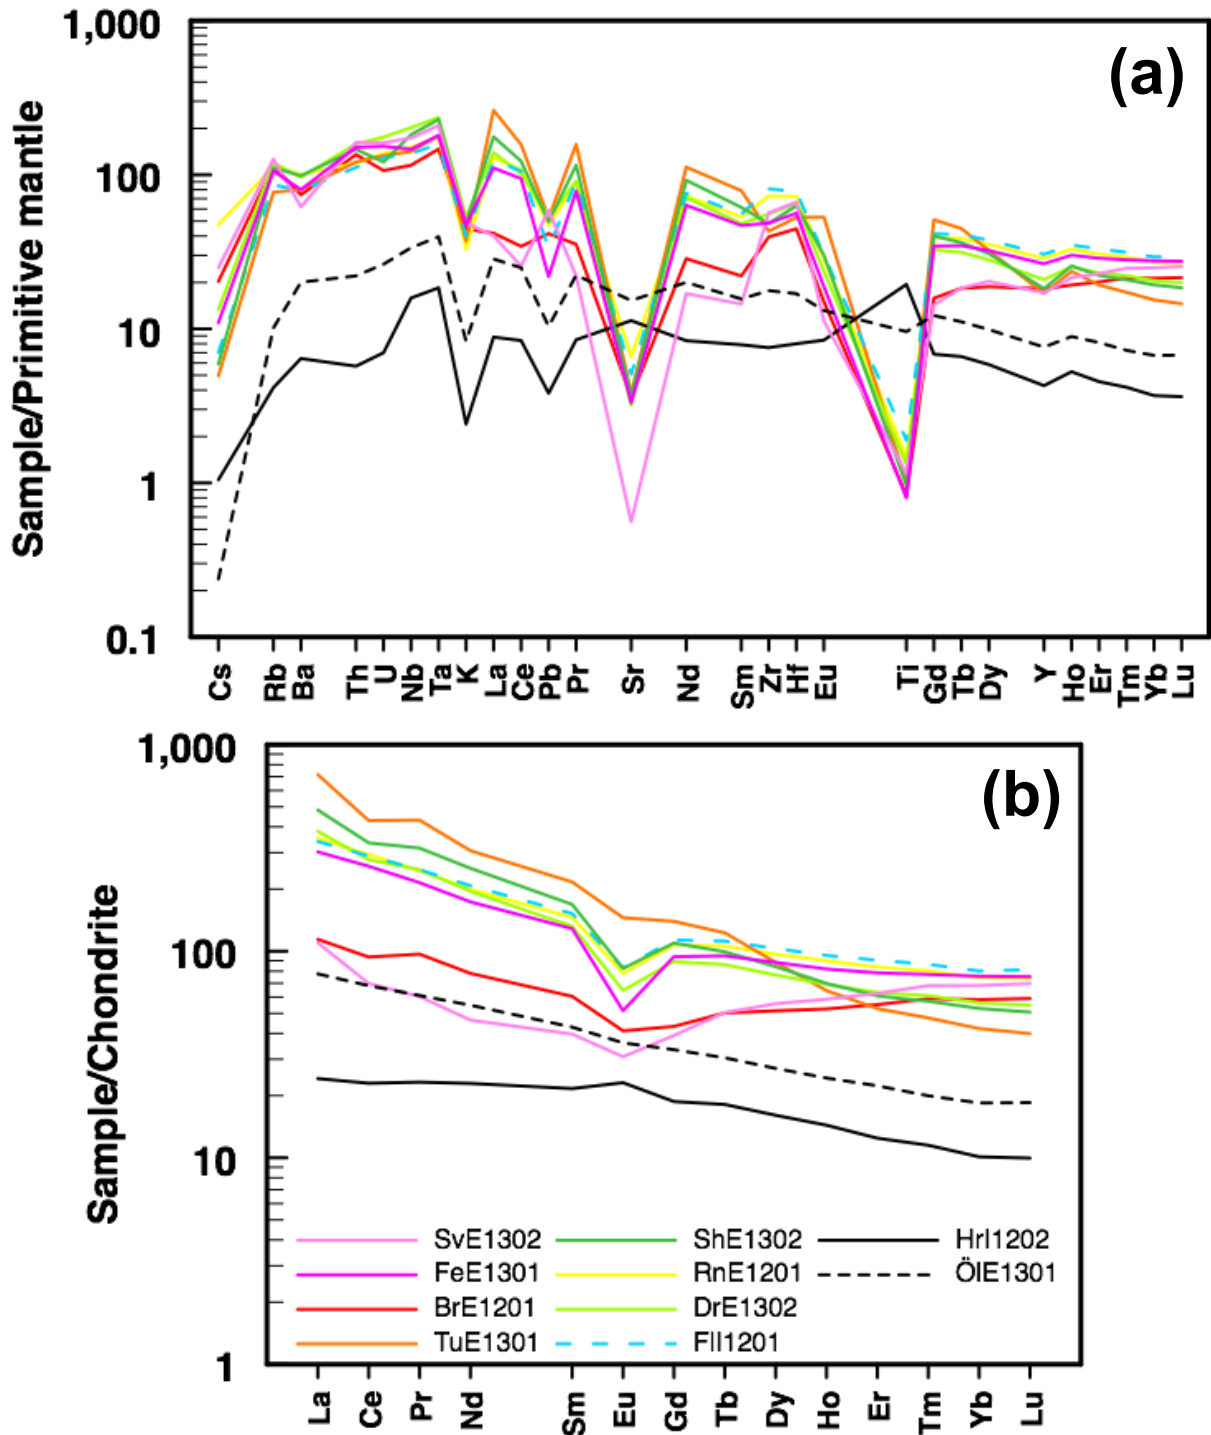 1,000
100
10
1
0.1
Sample/Primitive mantle
(a)
Cs Rb Ba Th U Nb Ta K La Ce Pb Pr Sr Nd Sm Zr Hf Eu Ti Gd Tb Dy Y Ho Er Tm Yb Lu
1,000
100
10
1
Sample/Chondrite
(b)
SvE1302 ShE1302 HrI1202
FeE1301 RnE1201 ÖlE1301
BrE1201 DrE1302
TuE1301 FlI1201
La Ce Pr Nd Sm Eu Gd Tb Dy Ho Er Tm Yb Lu